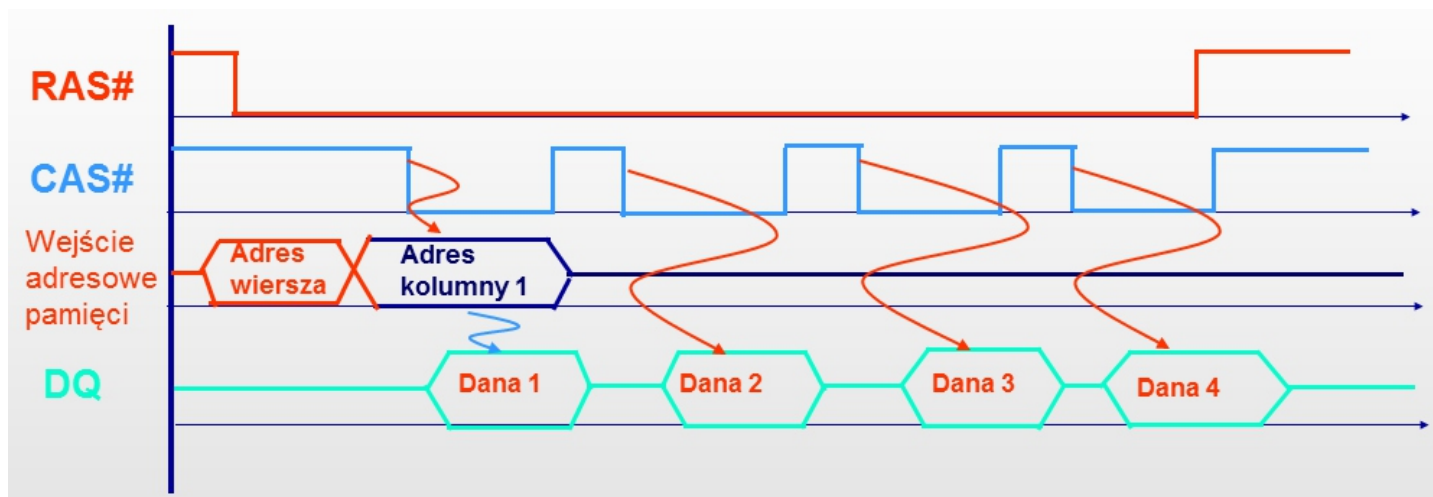 RAS#
CAS#
Wejście
adresowe
pamięci
Adres
wiersza
Adres
kolumny 1
DQ
Dana 1
Dana 2
Dana 3
Dana 4